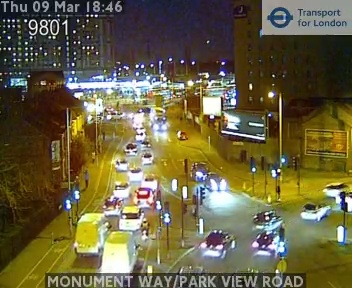 Thu 09 Mar 18:46
9801.
Transport
for London
MONUMENT WAY/PARK VIEW ROAD